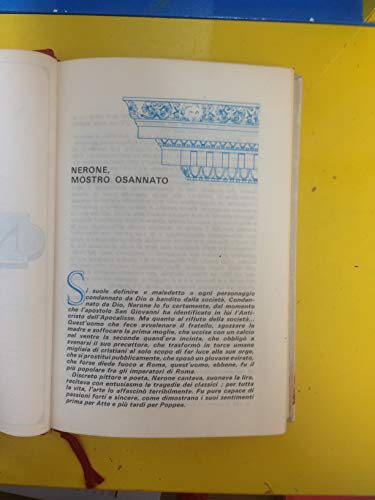 NERONE,
MOSTRO OSANNATO
Si suole definire « maledetto » ogni personaggio
condannato da Dio o bandito dalla società. Condan-
nato da Dio, Nerone lo fu certamente, dal momento
che l'apostolo San Giovanni ha identificato in lui l'Anti-
cristo dell'Apocalisse. Ma quanto al rifiuto della società...
Quest'uomo che fece avvelenare il fratello, sgozzare la
madre e soffocare la prima moglie, che uccise con un calcio
nel ventre la seconda quand'era incinta, che obbligò a
svenarsi il suo precettore, che trasformò in torce umane
migliaia di cristiani al solo scopo di far luce alle sue orge,
che si prostituì pubblicamente, che sposò un giovane evirato,
che forse diede fuoco a Roma, quest'uomo, ebbene, fu il
più popolare fra gli imperatori di Roma.
Discreto pittore e poeta, Nerone cantava, suonava la lira,
recitava con entusiasmo le tragedie dei classici ; per tutta
la vita, l'arte lo affascinò terribilmente. Fu pure capace di
passioni forti e sincere, come dimostrano i suoi sentimenti
prima per Atte e più tardi per Poppea.